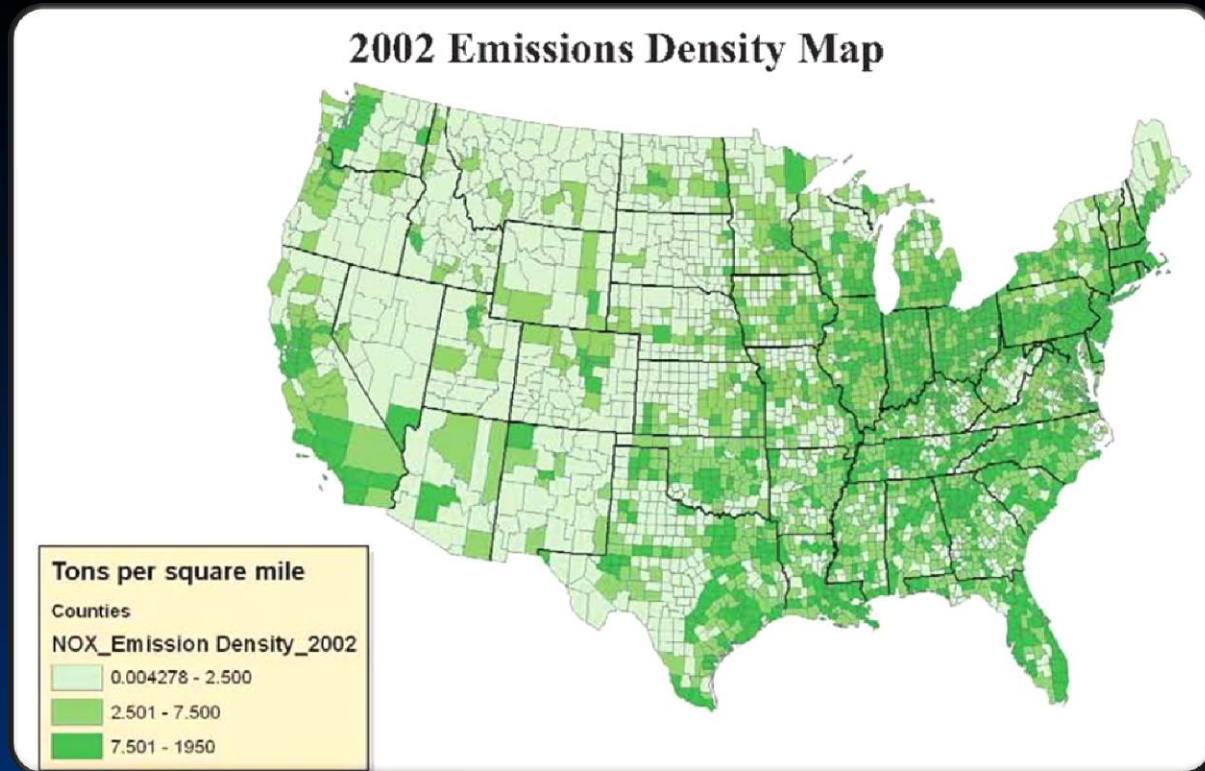 2002 Emissions Density Map
Tons per square mile
Counties
NOX_Emission Density_2002
0.004278 - 2.500
2.501 - 7.500
7.501 - 1950